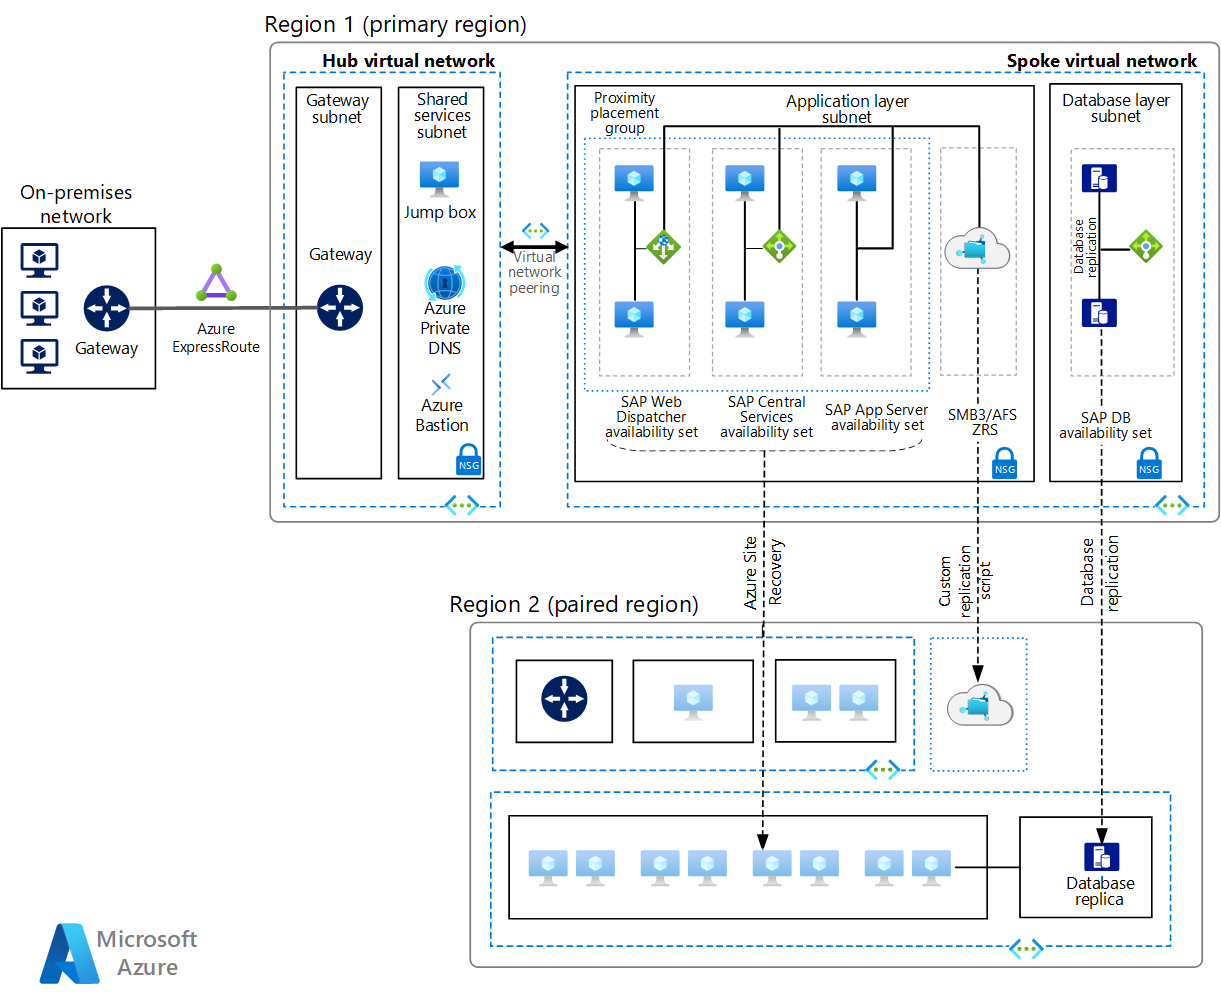 Region 1 (primary region)
Hub virtual network
Spoke virtual network
Gateway
subnet
Shared
services
subnet
Proximity
placement
group
Application layer
subnet
Database layer
subnet
On-premises
network
Jump box
Gateway
Virtual
network
peering
Database
replication
Azure
Private
DNS
Gateway
Azure
ExpressRoute
Azure
Bastion
NSG
SAP Web
Dispatcher
availability set
SAP Central
Services
availability set
SAP App Server
availability set
SMB3/AFS
ZRS
NSG
SAP DB
availability set
NSG
Azure Site
Recovery
Custom
replication
script
Database
replication
Region 2 (paired region)
Database
replica
Microsoft
Azure